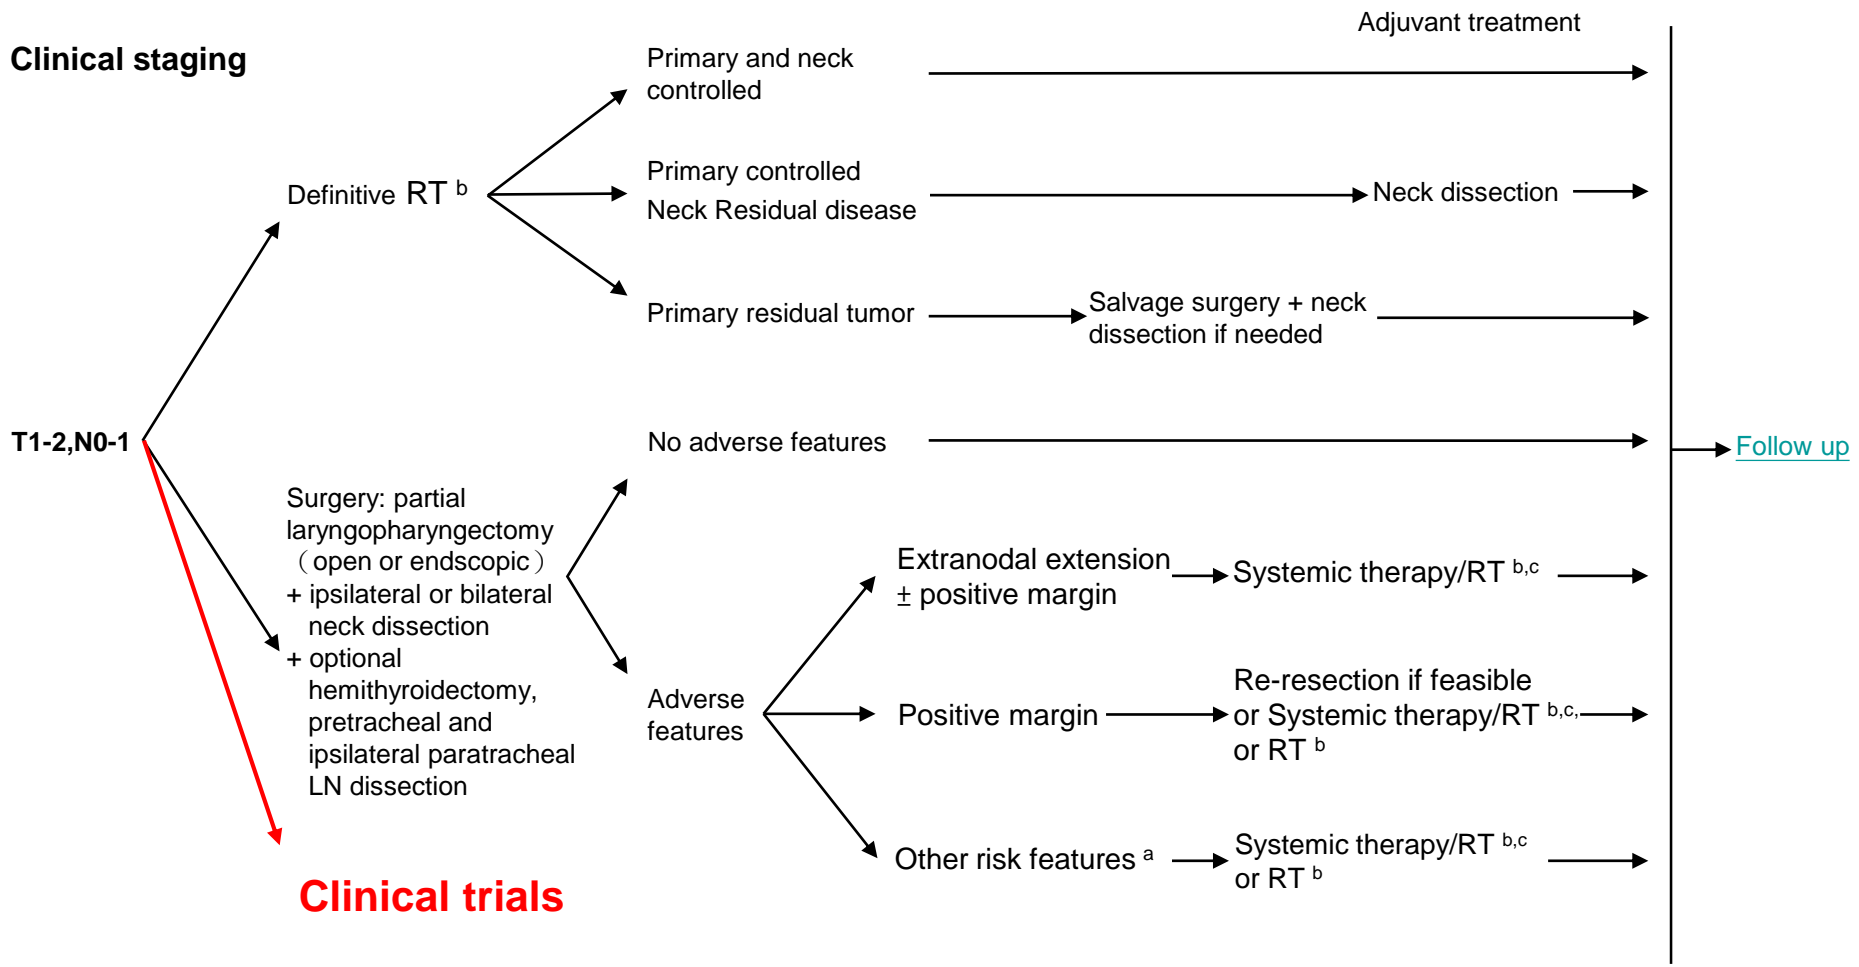 Adjuvant treatment
Clinical staging
Primary and neck
controlled
Definitive RT b
Primary controlled
Neck Residual disease
Neck dissection
Primary residual tumor
Salvage surgery + neck
dissection if needed
T1-2,N0-1
No adverse features
Follow up
Surgery: partial
laryngopharyngectomy
（open or endscopic）
+ ipsilateral or bilateral
neck dissection
+ optional
hemithyroidectomy,
pretracheal and
ipsilateral paratracheal
LN dissection
Adverse
features
Extranodal extension
± positive margin
Systemic therapy/RT b,c
Positive margin
Re-resection if feasible
or Systemic therapy/RT b,c,
or RT b
Other risk features a
Systemic therapy/RT b,c
or RT b
Clinical trials